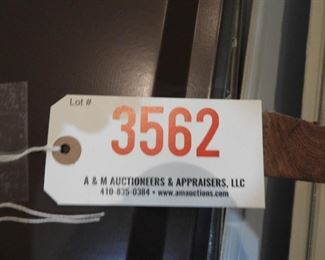 Lot #
3562
A & M AUCTIONEERS & APPRAISERS, LLC
410-835-0384 • www.amauctions.com